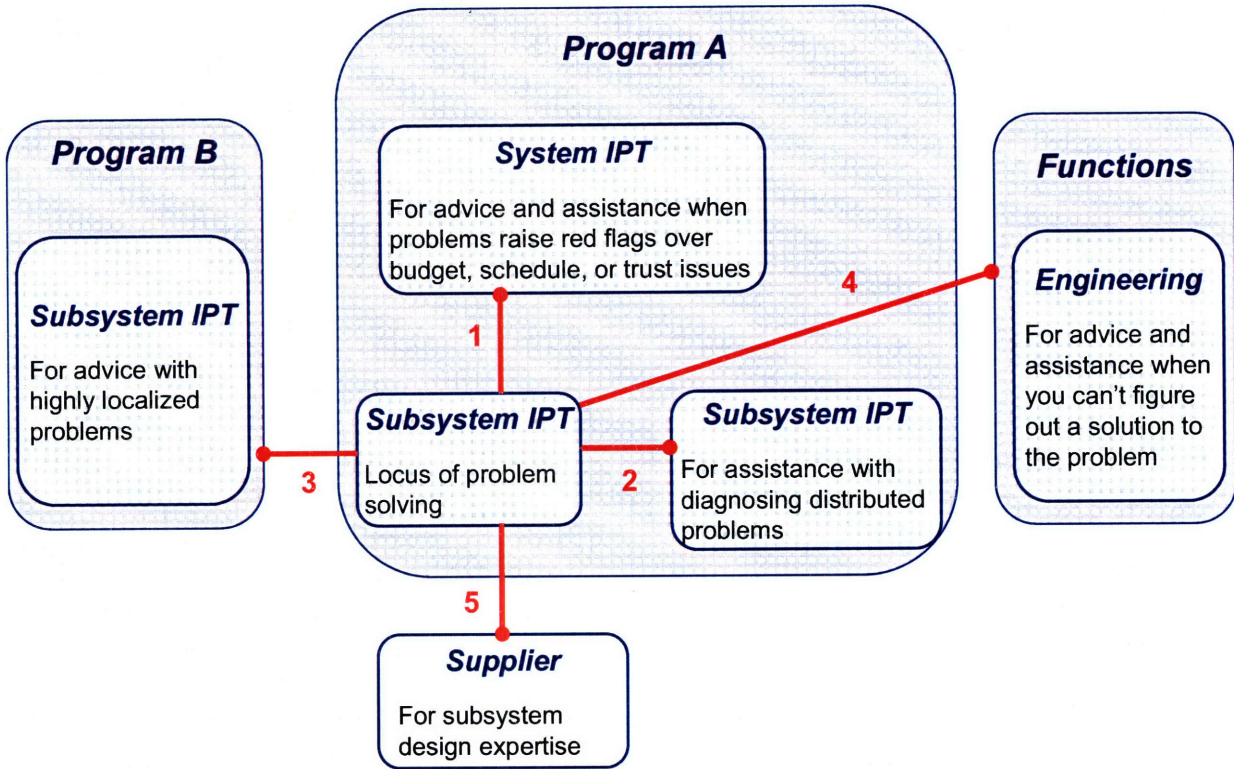 Program A
Program B
Functions
System IPT
For advice and assistance when
problems raise red flags over
budget, schedule, or trust issues
4
Engineering
For advice and
assistance when
you can't figure
out a solution to
the problem
Subsystem IPT
For advice with
highly localized
problems
1
Subsystem IPT
Locus of problem
solving
3
2
Subsystem IPT
For assistance with
diagnosing distributed
problems
5
Supplier
For subsystem
design expertise